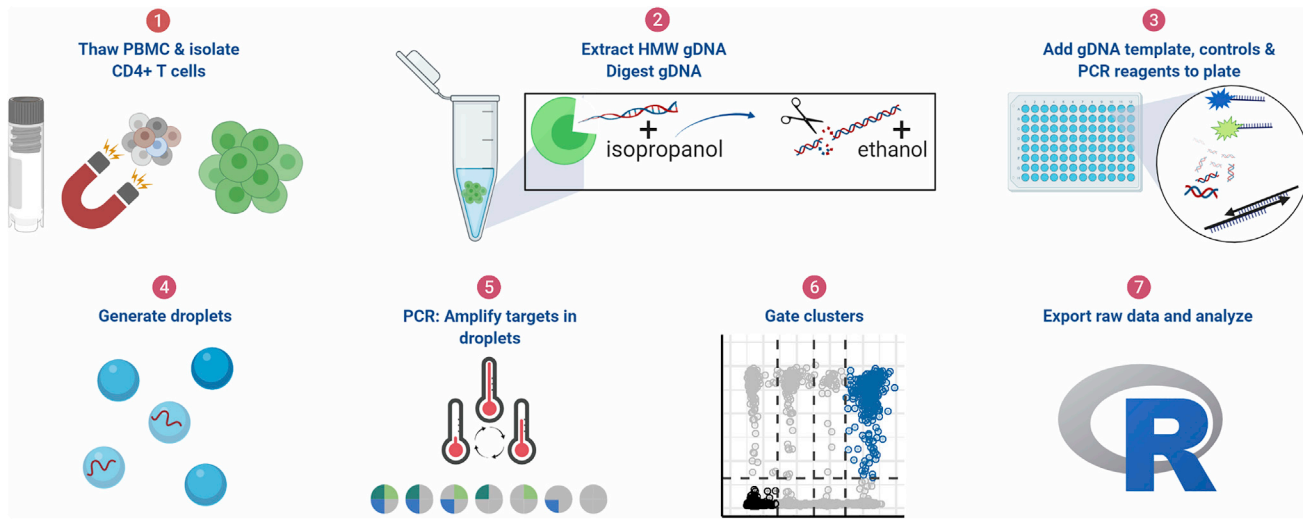 1
Thaw PBMC & isolate
CD4+ T cells
2
Extract HMW gDNA
Digest gDNA
+
isopropanol
+
ethanol
3
Add gDNA template, controls &
PCR reagents to plate
4
Generate droplets
5
PCR: Amplify targets in
droplets
6
Gate clusters
7
Export raw data and analyze
R